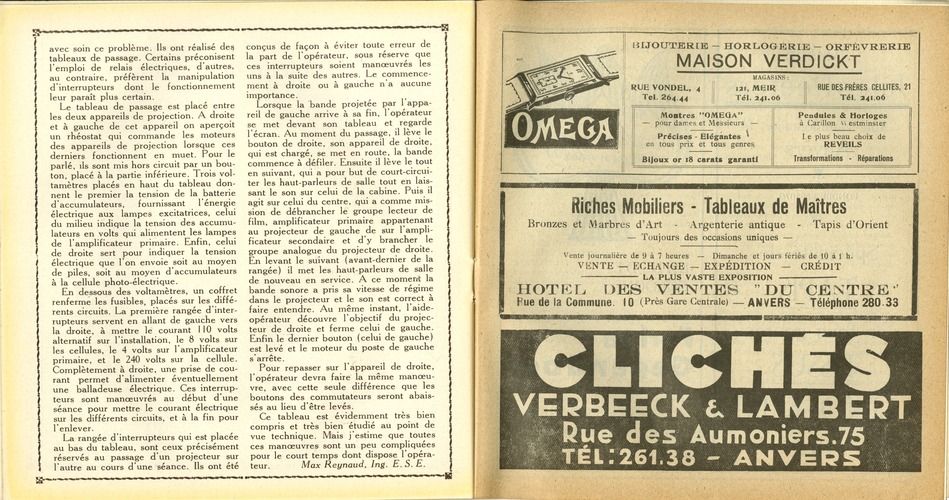 avec soin ce problème. Ils ont réalisé des
tableaux de passage. Certains préconisent
l'emploi de relais électriques, d'autres,
au contraire, préfèrent la manipulation
d'interrupteurs dont le fonctionnement
leur paraît plus certain.
Le tableau de passage est placé entre
les deux appareils de projection. A droite
et à gauche de cet appareil on aperçoit
un rhéostat qui commande les moteurs
des appareils de projection lorsque ces
derniers fonctionnent en muet. Pour le
parlé, ils sont mis hors circuit par un bou-
ton, placé à la partie inférieure. Trois vol-
tamètres placés en haut du tableau don-
nent le premier la tension de la batterie
d'accumulateurs, fournissant l'énergie
électrique aux lampes excitatrices, celui
du milieu indique la tension des accumu-
lateurs en volts qui alimentent les lampes
de l'amplificateur primaire. Enfin, celui
de droite sert pour indiquer la tension
électrique que l'on envoie soit au moyen
de piles, soit au moyen d'accumulateurs
à la cellule photo-électrique.
En dessous des voltamètres, un coffret
renferme les fusibles, placés sur les diffé-
rents circuits. La première rangée d'inter-
rupteurs servent en allant de gauche vers
la droite, à mettre le courant 110 volts
alternatif sur l'installation, le 8 volts sur
les cellules, le 4 volts sur l'amplificateur
primaire, et le 240 volts sur la cellule.
Complètement à droite, une prise de cou-
rant permet d'alimenter éventuellement
une balladeuse électrique. Ces interrup-
teurs sont manœuvrés au début d'une
séance pour mettre le courant électrique
sur les différents circuits, et à la fin pour
l'enlever.
La rangée d'interrupteurs qui est placée
au bas du tableau, sont ceux précisément
réservés au passage d'un projecteur sur
l'autre au cours d'une séance. Ils ont été
conçus de façon à éviter toute erreur de
la part de l'opérateur, sous réserve que
ces interrupteurs soient manœuvrés les
uns à la suite des autres. Le commence-
ment à droite ou à gauche n'a aucune
importance.
Lorsque la bande projetée par l'appa-
reil de gauche arrive à sa fin, l'opérateur
se met devant son tableau et regarde
l'écran. Au moment du passage, il lève le
bouton de droite, son appareil de droite,
qui est chargé, se met en route, la bande
commence à défiler. Ensuite il lève le tout
en suivant, qui a pour but de court-circui-
ter les haut-parleurs de salle tout en lais-
sant le son sur celui de la cabine. Puis il
agit sur celui du centre, qui a comme mis-
sion de débrancher le groupe lecteur de
film, amplificateur primaire appartenant
au projecteur de gauche de sur l'ampli-
ficateur secondaire et d'y brancher le
groupe analogue du projecteur de droite.
En levant le suivant (avant-dernier de la
rangée) il met les haut-parleurs de salle
de nouveau en service. A ce moment la
bande sonore a pris sa vitesse de régime
dans le projecteur et le son est correct à
faire entendre. Au même instant, l'aide-
opérateur découvre l'objectif du projec-
teur de droite et ferme celui de gauche.
Enfin le dernier bouton (celui de gauche)
est levé et le moteur du poste de gauche
s'arrête.
Pour repasser sur l'appareil de droite,
l'opérateur devra faire la même manœu-
vre, avec cette seule différence que les
boutons des commutateurs seront abais-
sés au lieu d'être levés.
Ce tableau est évidemment très bien
compris et très bien étudié au point de
vue technique. Mais j'estime que toutes
ces manœuvres sont un peu compliquées
pour le court temps dont dispose l'opéra-
teur. Max Reynaud, Ing. E. S. E.
BIJOUTERIE - HORLOGERIE - ORFÈVRERIE
MAISON VERDICKT
MAGASINS:
RUE VONDEL, 4 121, MEIR RUE DES FRÈRES CELLITES, 21
Tel. 264.44 Tél. 241.06 Tél. 241.06
OMEGA
Montres "OMEGA"
— pour dames et Messieurs —
Précises - Elégantes
en tous prix et tous genres
Bijoux or 18 carats garanti
Pendules & Horloges
à Carillon Westminster
Le plus beau choix de
REVEILS
Transformations - Réparations
Riches Mobiliers - Tableaux de Maîtres
Bronzes et Marbres d'Art - Argenterie antique - Tapis d'Orient
— Toujours des occasions uniques —
Vente journalière de 9 à 7 heures — Dimanche et jours fériés de 10 à 1 h.
VENTE — ECHANGE — EXPÉDITION — CRÉDIT
LA PLUS VASTE EXPOSITION
HOTEL DES VENTES "DU CENTRE"
Rue de la Commune, 10 (Près Gare Centrale) — ANVERS — Téléphone 280.33
CLICHÉS
VERBEECK & LAMBERT
Rue des Aumoniers.75
TÉL:261.38 - ANVERS